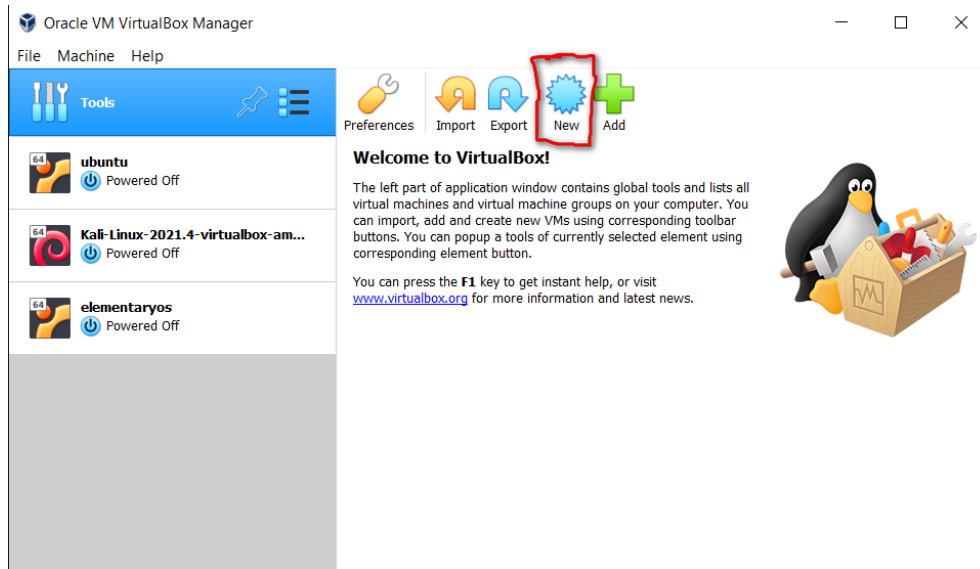 Oracle VM VirtualBox Manager
File Machine Help
Tools
Preferences Import Export New Add
64 ubuntu
Powered Off
64 Kali-Linux-2021.4-virtualbox-am...
Powered Off
64 elementaryos
Powered Off
Welcome to VirtualBox!
The left part of application window contains global tools and lists all
virtual machines and virtual machine groups on your computer. You
can import, add and create new VMs using corresponding toolbar
buttons. You can popup a tools of currently selected element using
corresponding element button.
You can press the F1 key to get instant help, or visit
www.virtualbox.org for more information and latest news.
VM